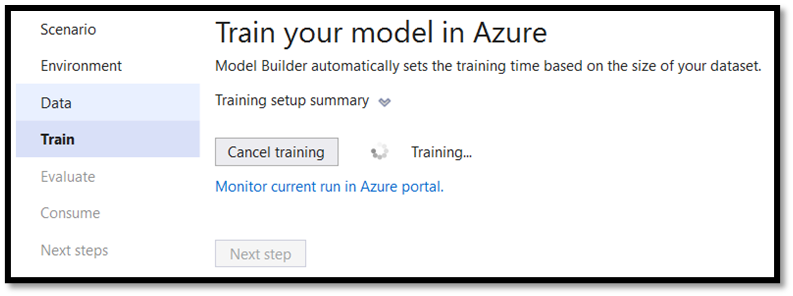 Scenario
Environment
Data
Train
Evaluate
Consume
Next steps
Train your model in Azure
Model Builder automatically sets the training time based on the size of your dataset.
Training setup summary
Cancel training
Training...
Monitor current run in Azure portal.
Next step